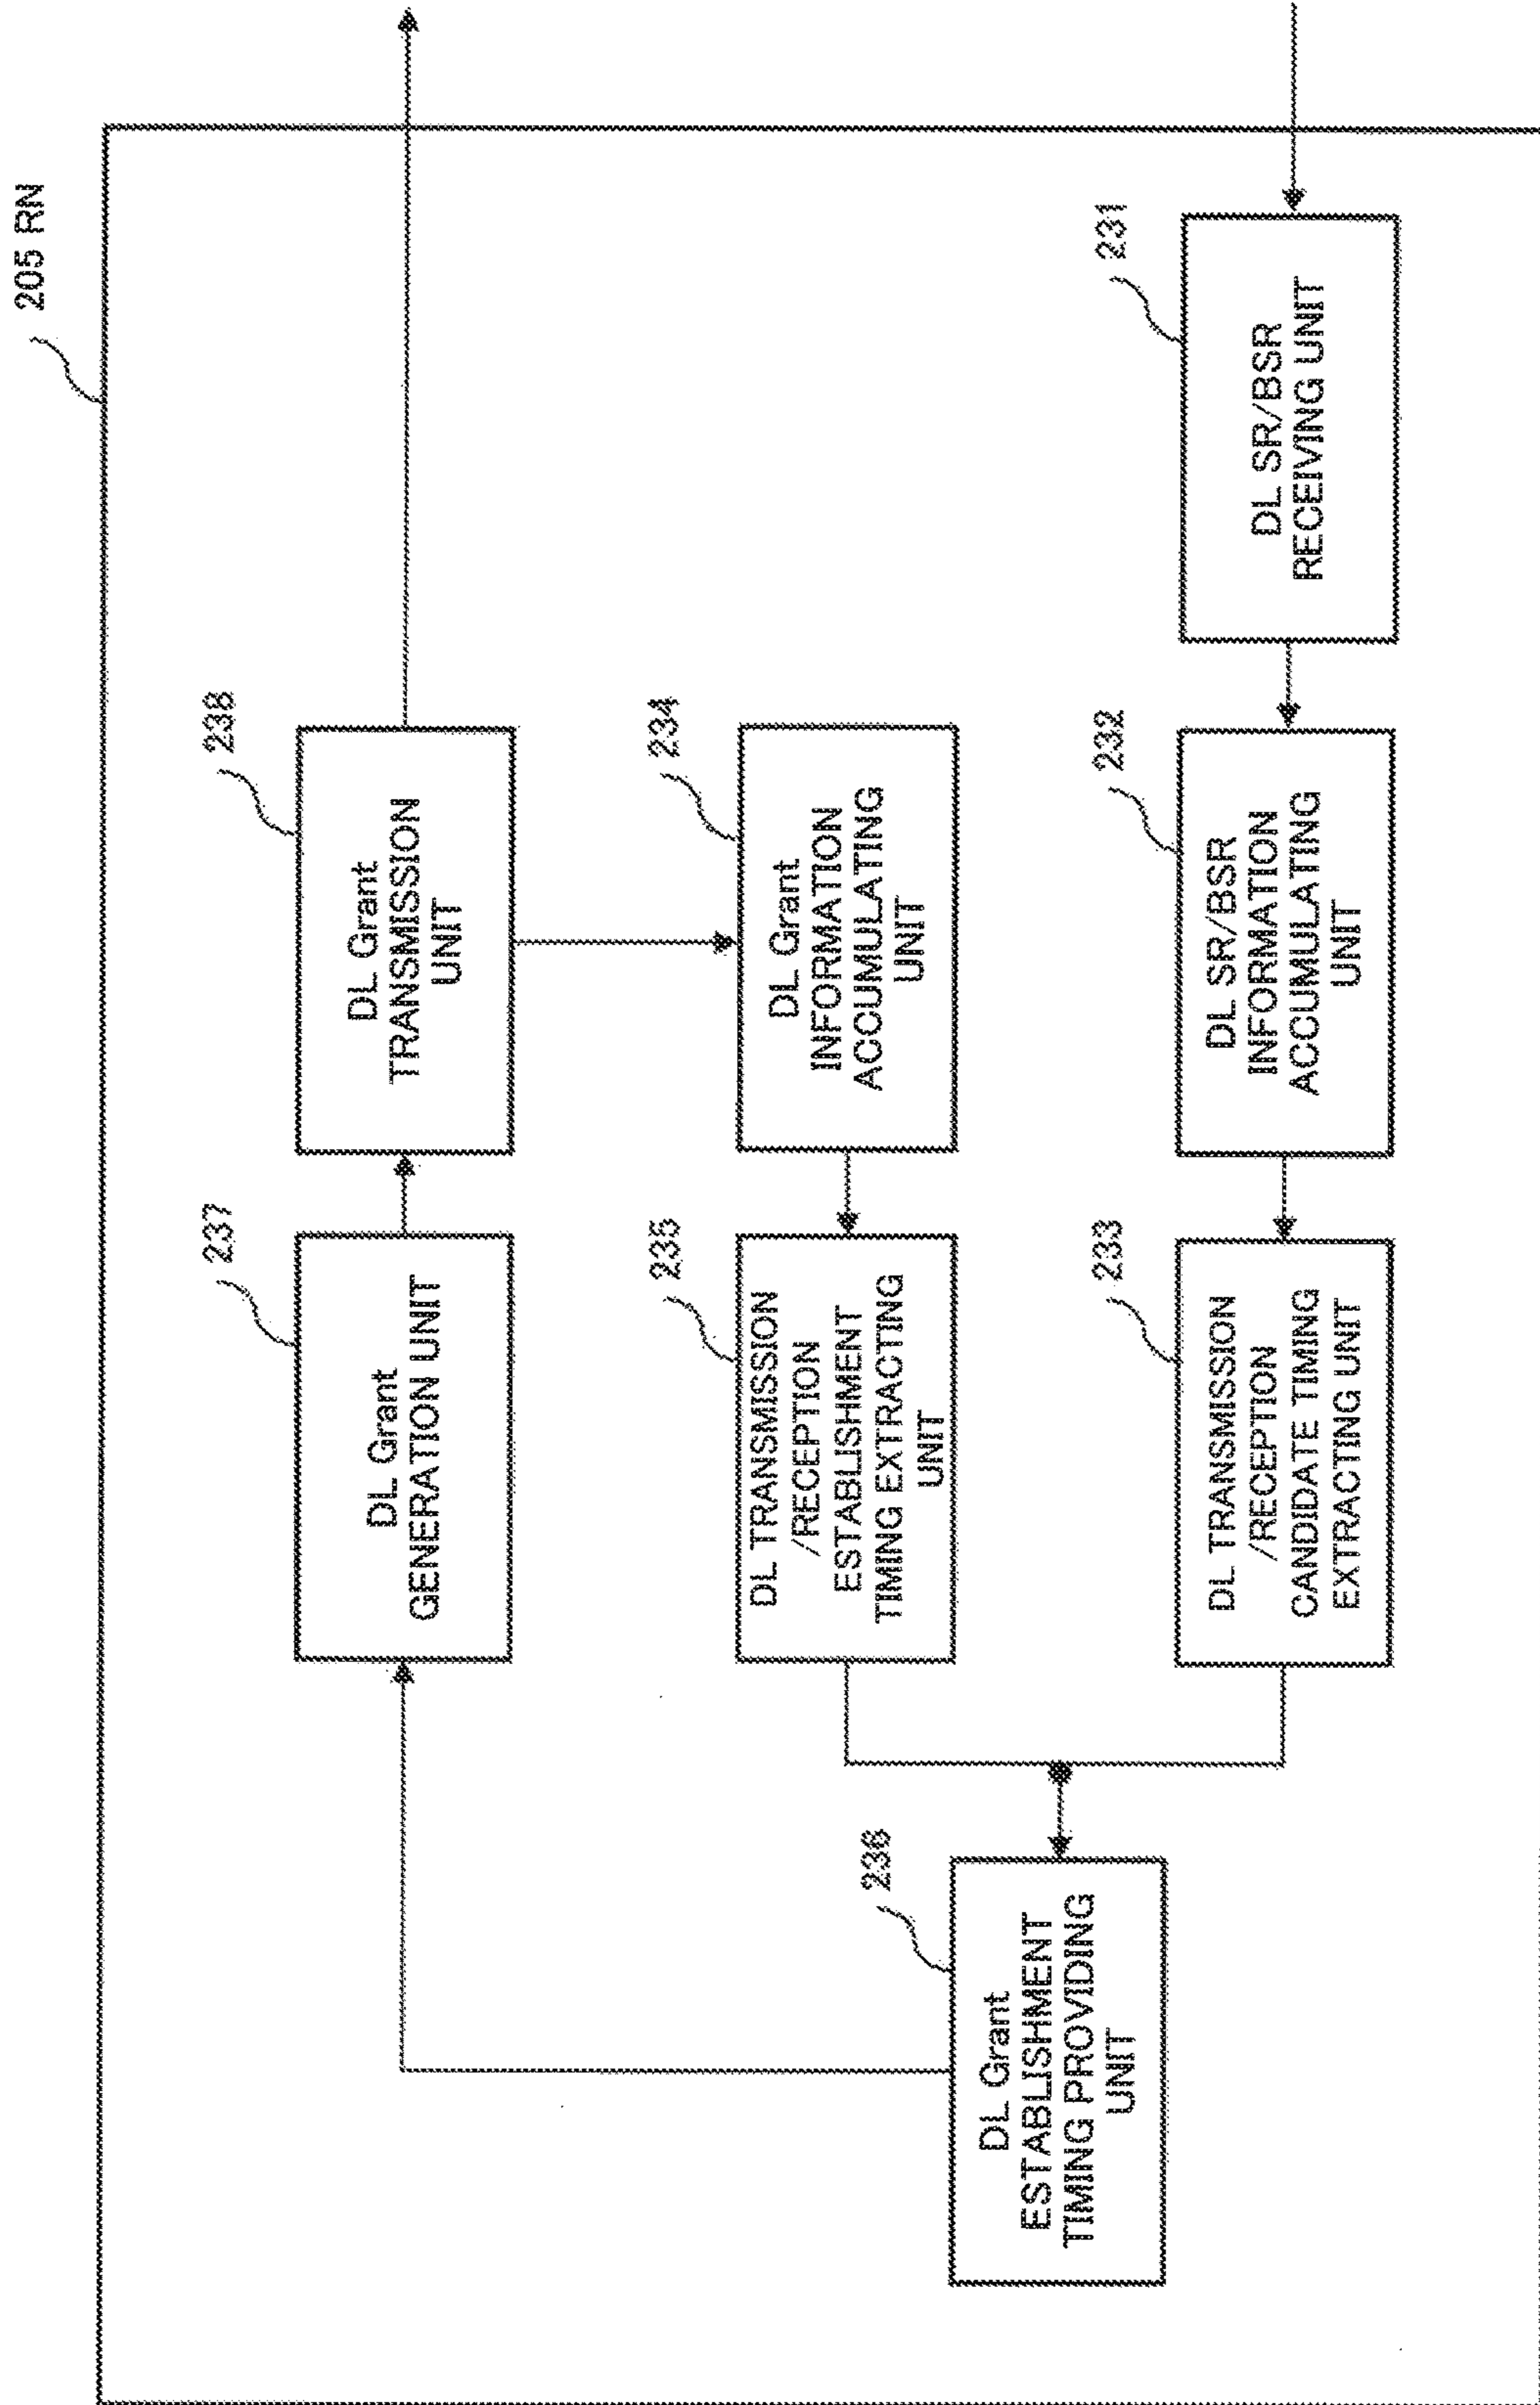 205 RN
237
DL Grant
GENERATION UNIT
238
DL Grant
TRANSMISSION
UNIT
236
DL Grant
ESTABLISHMENT
TIMING PROVIDING
UNIT
235
DL TRANSMISSION
/RECEPTION
ESTABLISHMENT
TIMING EXTRACTING
UNIT
234
DL Grant
INFORMATION
ACCUMULATING
UNIT
233
DL TRANSMISSION
/RECEPTION
CANDIDATE TIMING
EXTRACTING UNIT
232
DL SR/BSR
INFORMATION
ACCUMULATING
UNIT
231
DL SR/BSR
RECEIVING UNIT